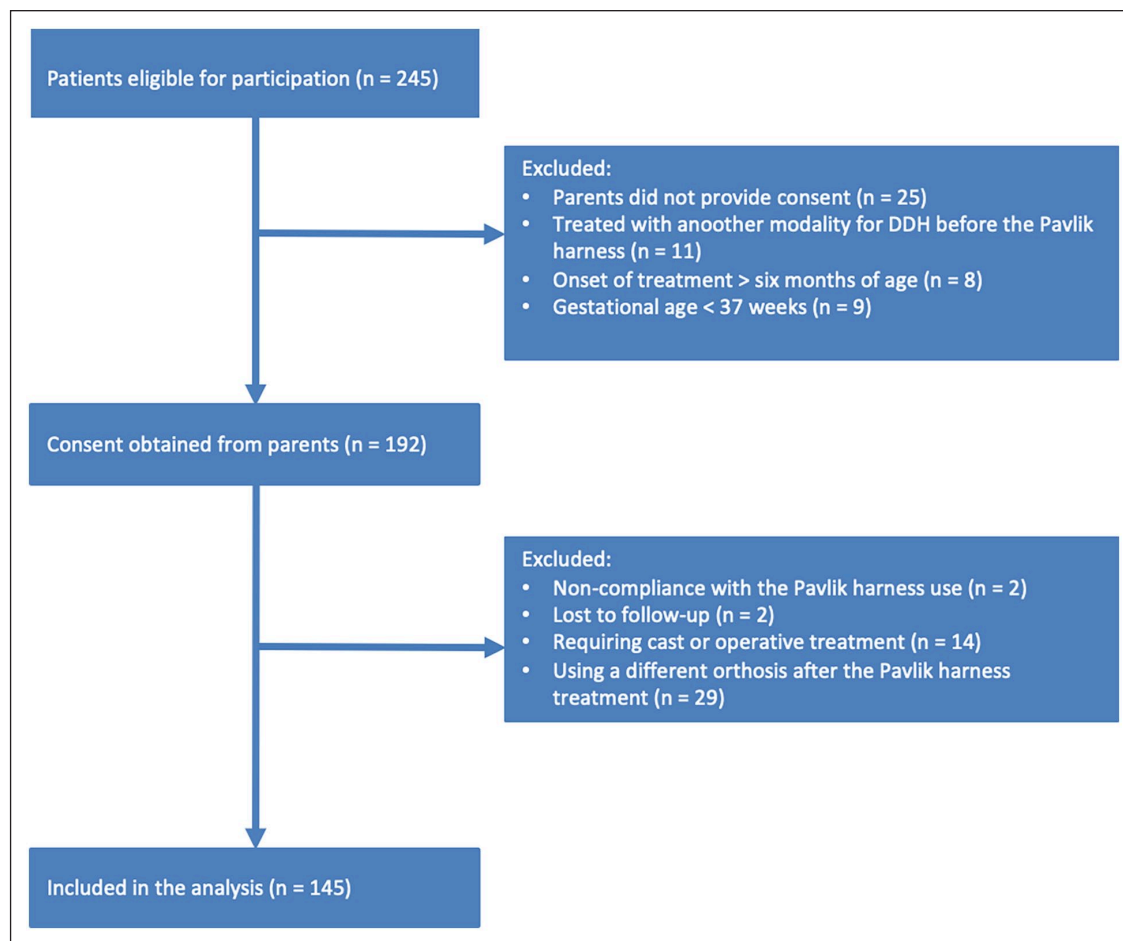 Patients eligible for participation (n = 245)
Excluded:
• Parents did not provide consent (n = 25)
• Treated with anoother modality for DDH before the Pavlik
harness (n = 11)
• Onset of treatment > six months of age (n = 8)
• Gestational age < 37 weeks (n = 9)
Consent obtained from parents (n = 192)
Excluded:
• Non-compliance with the Pavlik harness use (n = 2)
• Lost to follow-up (n = 2)
• Requiring cast or operative treatment (n = 14)
• Using a different orthosis after the Pavlik harness
treatment (n = 29)
Included in the analysis (n = 145)